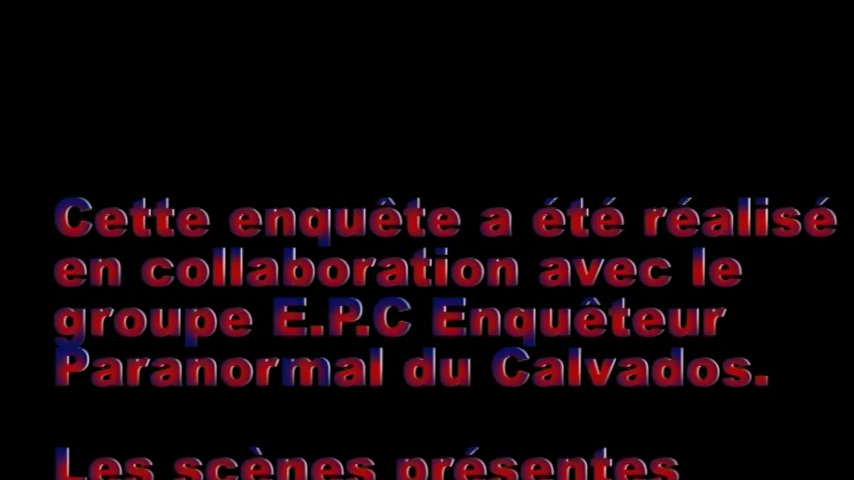 Cette enquête a été réalisé
en collaboration avec le
groupe E.P.C Enquêteur
Paranormal du Calvados.
Les scènes présentes